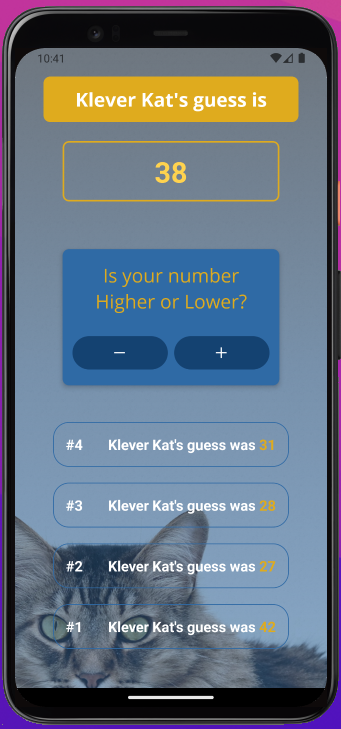 10:41
Klever Kat's guess is
38
Is your number
Higher or Lower?
− +
#4 Klever Kat's guess was 31
#3 Klever Kat's guess was 28
#2 Klever Kat's guess was 27
#1 Klever Kat's guess was 42